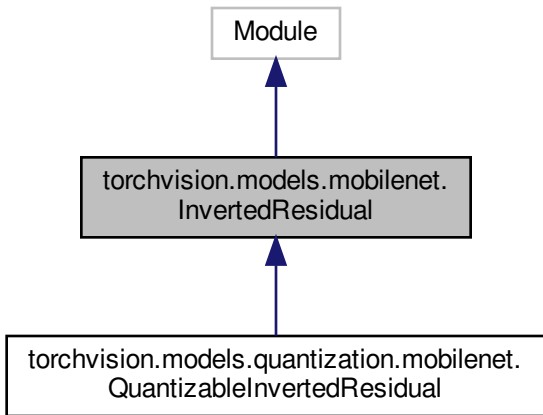 Module
torchvision.models.mobilenet.
InvertedResidual
torchvision.models.quantization.mobilenet.
QuantizableInvertedResidual